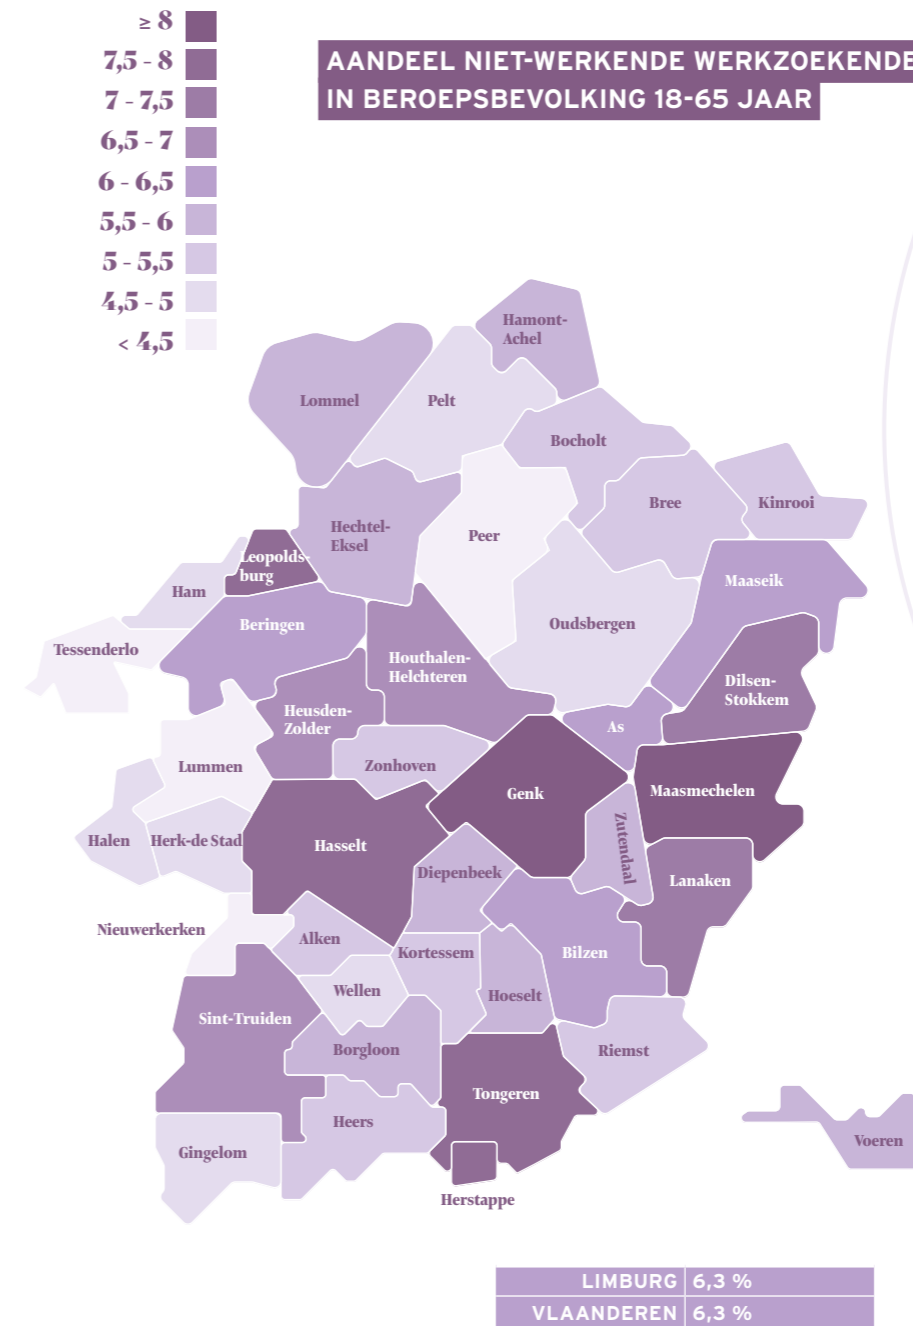 ≥ 8
7,5 - 8
7 - 7,5
6,5 - 7
6 - 6,5
5,5 - 6
5 - 5,5
4,5 - 5
< 4,5
AANDEEL NIET-WERKENDE WERKZOEKENDE
IN BEROEPSBEVOLKING 18-65 JAAR
Hamont-
Achel
Lommel
Pelt
Bocholt
Bree
Kinrooi
Hechtel-
Eksel
Peer
Leopolds-
burg
Ham
Maaseik
Beringen
Oudsbergen
Tessenderlo
Houthalen-
Helchteren
Dilsen-
Stokkem
Heusden-
Zolder
As
Lummen
Zonhoven
Genk
Maasmechelen
Halen
Herk-de Stad
Hasselt
Zutendaal
Diepenbeek
Lanaken
Nieuwerkerken
Alken
Kortessem
Bilzen
Wellen
Hoeselt
Sint-Truiden
Borgloon
Riemst
Tongeren
Heers
Voeren
Gingelom
Herstappe
LIMBURG 6,3 %
VLAANDEREN 6,3 %